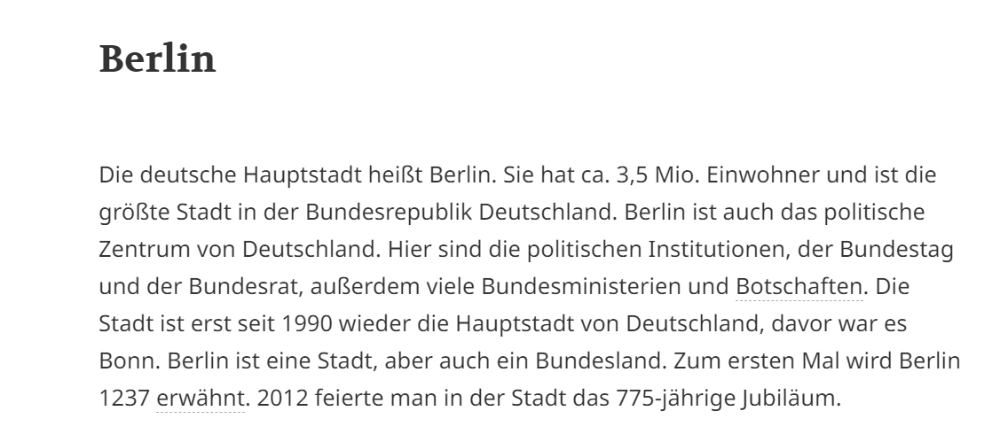 Berlin
Die deutsche Hauptstadt heißt Berlin. Sie hat ca. 3,5 Mio. Einwohner und ist die
größte Stadt in der Bundesrepublik Deutschland. Berlin ist auch das politische
Zentrum von Deutschland. Hier sind die politischen Institutionen, der Bundestag
und der Bundesrat, außerdem viele Bundesministerien und Botschaften. Die
Stadt ist erst seit 1990 wieder die Hauptstadt von Deutschland, davor war es
Bonn. Berlin ist eine Stadt, aber auch ein Bundesland. Zum ersten Mal wird Berlin
1237 erwähnt. 2012 feierte man in der Stadt das 775-jährige Jubiläum.